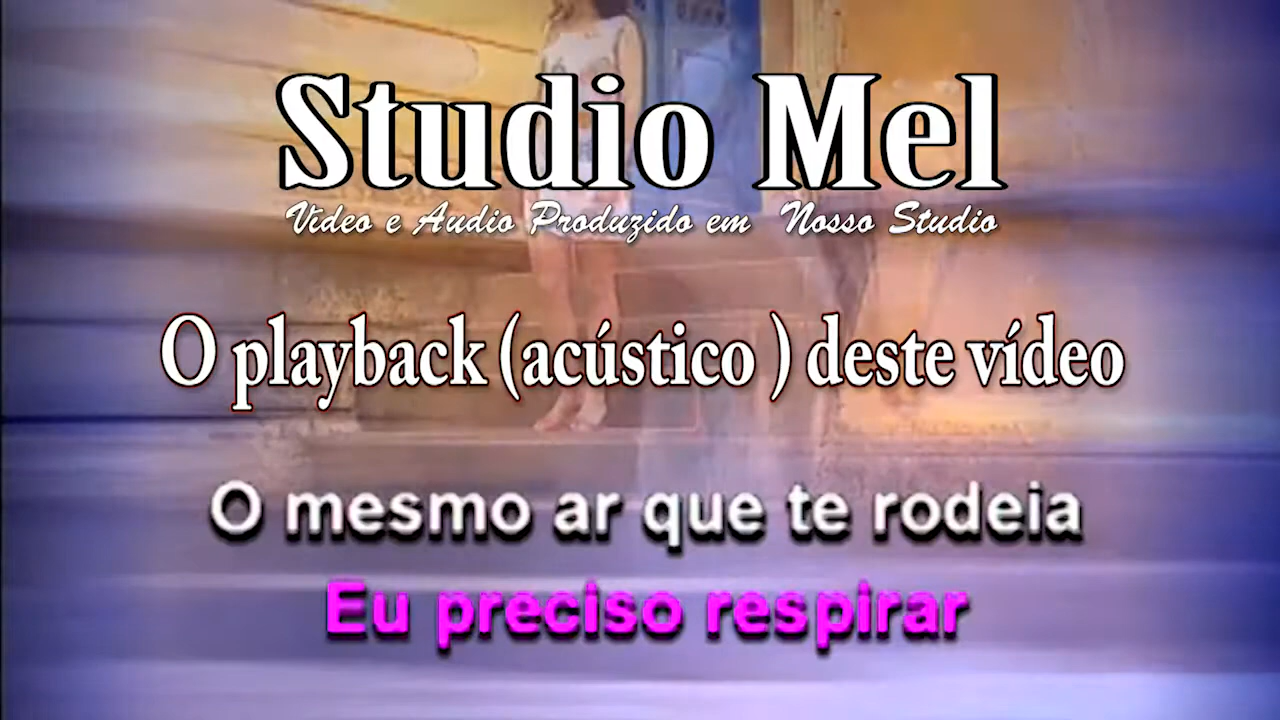 Studio Mel
Vídeo e Audio Produzido em Nosso Studio
O playback (acústico ) deste vídeo
O mesmo ar que te rodeia
Eu preciso respirar